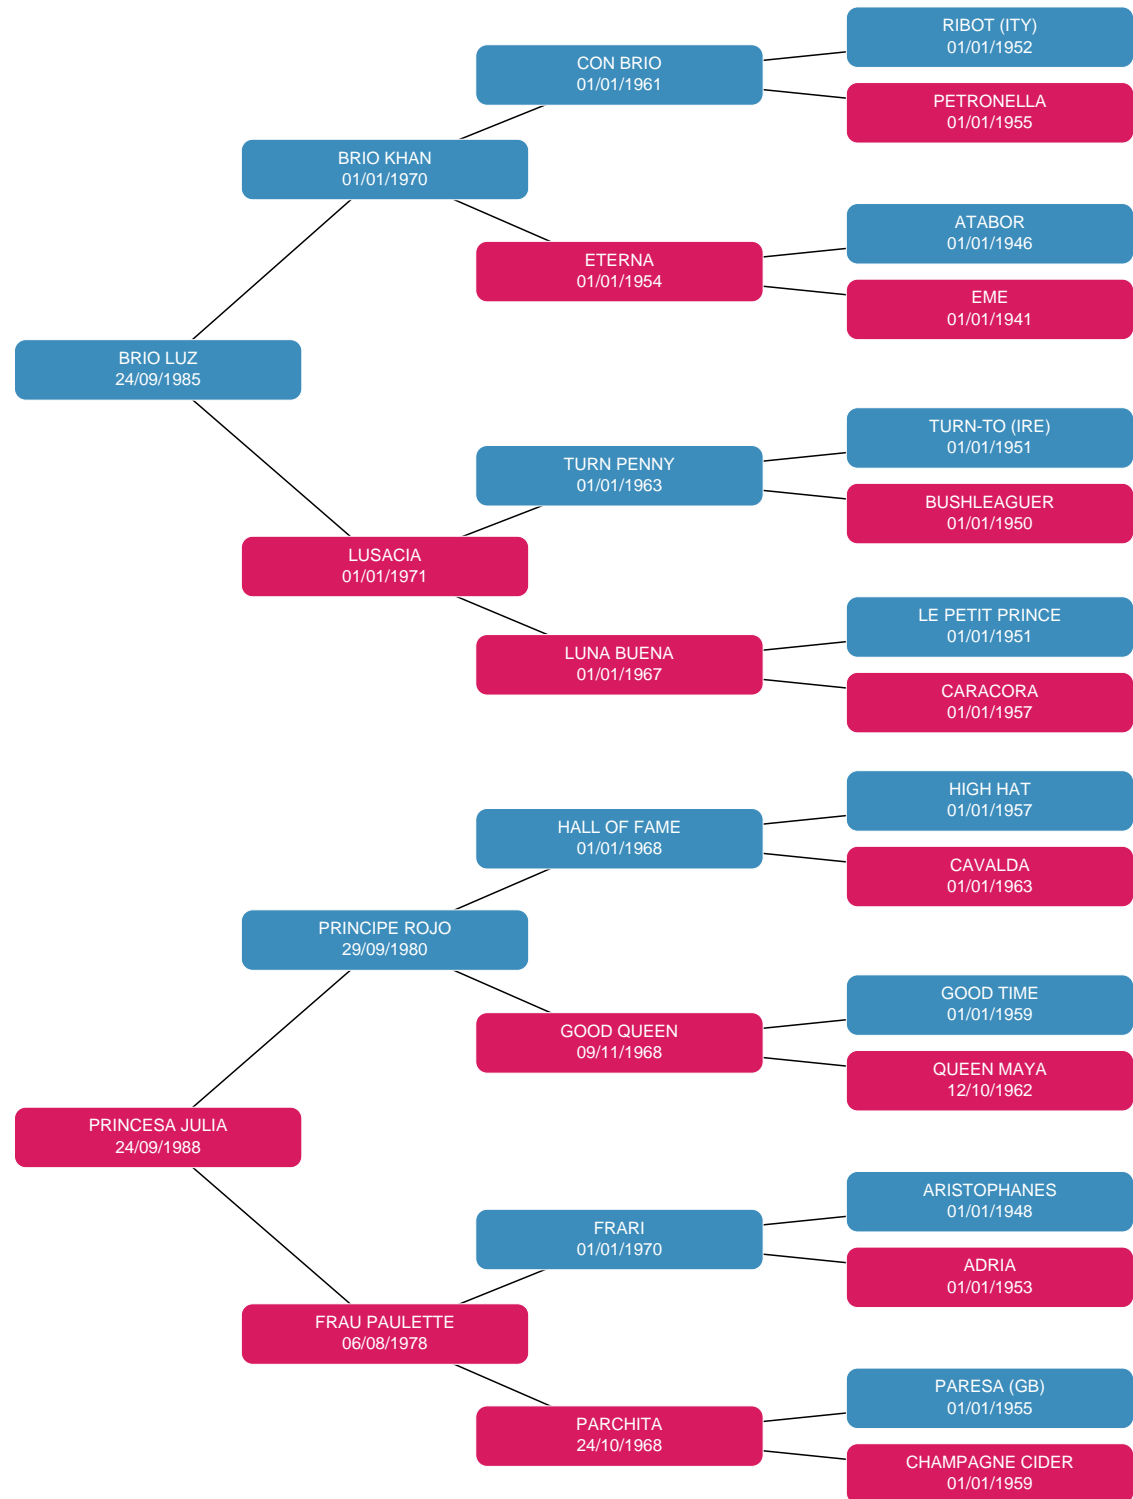 RIBOT (ITY)
01/01/1952
CON BRIO
01/01/1961
PETRONELLA
01/01/1955
BRIO KHAN
01/01/1970
ATABOR
01/01/1946
ETERNA
01/01/1954
EME
01/01/1941
BRIO LUZ
24/09/1985
TURN-TO (IRE)
01/01/1951
TURN PENNY
01/01/1963
BUSHLEAGUER
01/01/1950
LUSACIA
01/01/1971
LE PETIT PRINCE
01/01/1951
LUNA BUENA
01/01/1967
CARACORA
01/01/1957
HIGH HAT
01/01/1957
HALL OF FAME
01/01/1968
CAVALDA
01/01/1963
PRINCIPE ROJO
29/09/1980
GOOD TIME
01/01/1959
GOOD QUEEN
09/11/1968
QUEEN MAYA
12/10/1962
PRINCESA JULIA
24/09/1988
ARISTOPHANES
01/01/1948
FRARI
01/01/1970
ADRIA
01/01/1953
FRAU PAULETTE
06/08/1978
PARESA (GB)
01/01/1955
PARCHITA
24/10/1968
CHAMPAGNE CIDER
01/01/1959